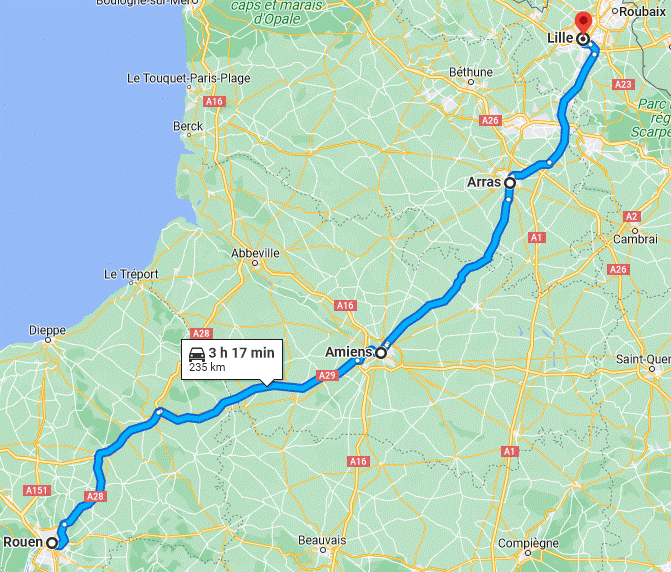 Boulogne-sur-Mer
caps et marais
d'Opale
Roubaix
Lille
Le Touquet-Paris-Plage
Béthune
A23
A16
Parc
rég
Scarpe
Berck
A26
Arras
A2
Cambrai
A1
Abbeville
A26
Le Tréport
A16
Dieppe
A28
3 h 17 min
235 km
Amiens
Saint-Quen
A29
A16
A1
A151
A28
Rouen
Beauvais
Compiègne